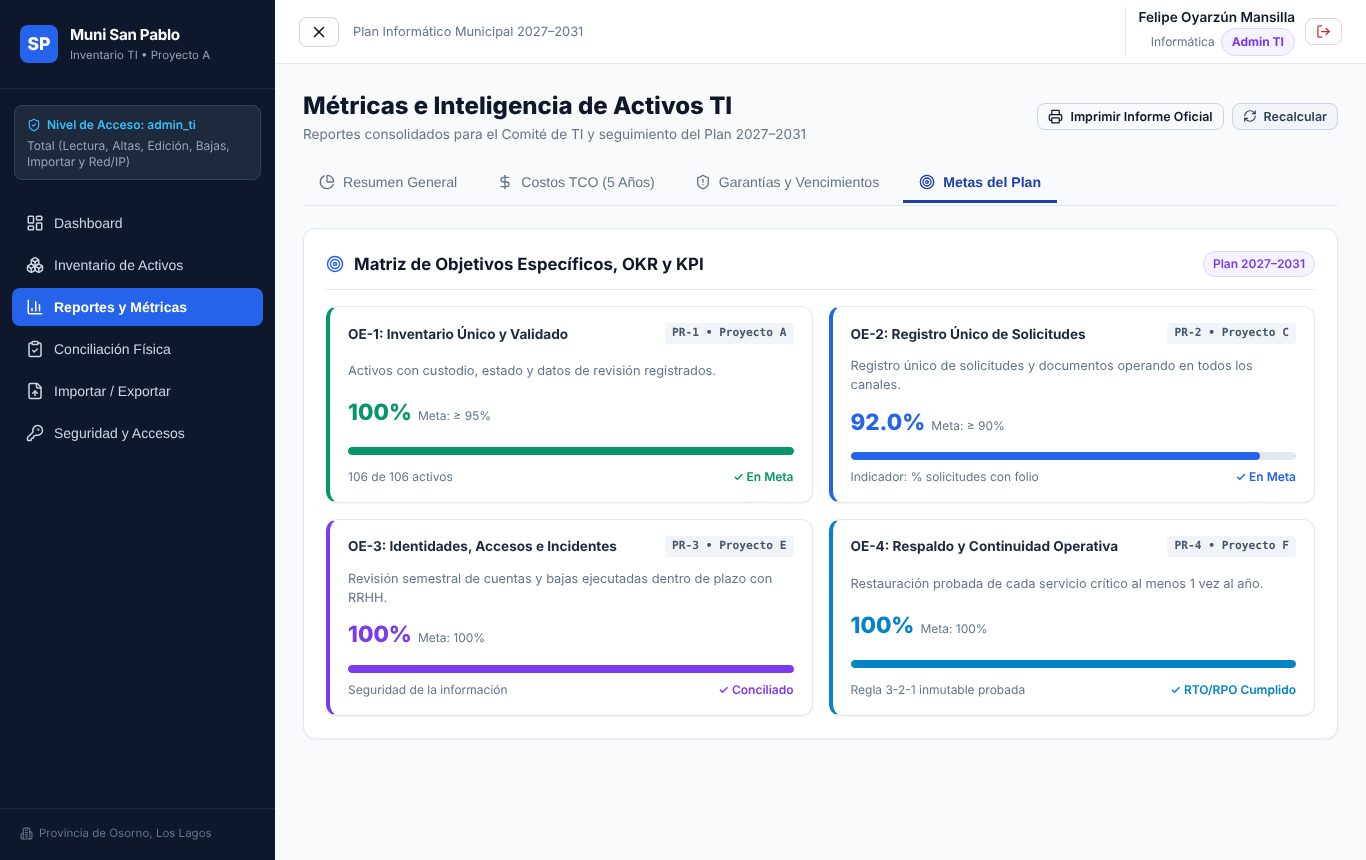 SP
Muni San Pablo
Inventario TI • Proyecto A
Nivel de Acceso: admin_ti
Total (Lectura, Altas, Edición, Bajas,
Importar y Red/IP)
Dashboard
Inventario de Activos
Reportes y Métricas
Conciliación Física
Importar / Exportar
Seguridad y Accesos
Provincia de Osorno, Los Lagos
Plan Informático Municipal 2027–2031
Felipe Oyarzún Mansilla
Informática Admin TI
Métricas e Inteligencia de Activos TI
Reportes consolidados para el Comité de TI y seguimiento del Plan 2027–2031
Imprimir Informe Oficial
Recalcular
Resumen General
Costos TCO (5 Años)
Garantías y Vencimientos
Metas del Plan
Matriz de Objetivos Específicos, OKR y KPI
Plan 2027–2031
OE-1: Inventario Único y Validado
PR-1 • Proyecto A
Activos con custodio, estado y datos de revisión registrados.
100% Meta: ≥ 95%
106 de 106 activos
✓ En Meta
OE-2: Registro Único de Solicitudes
PR-2 • Proyecto C
Registro único de solicitudes y documentos operando en todos los
canales.
92.0% Meta: ≥ 90%
Indicador: % solicitudes con folio
✓ En Meta
OE-3: Identidades, Accesos e Incidentes
PR-3 • Proyecto E
Revisión semestral de cuentas y bajas ejecutadas dentro de plazo con
RRHH.
100% Meta: 100%
Seguridad de la información
✓ Conciliado
OE-4: Respaldo y Continuidad Operativa
PR-4 • Proyecto F
Restauración probada de cada servicio crítico al menos 1 vez al año.
100% Meta: 100%
Regla 3-2-1 inmutable probada
✓ RTO/RPO Cumplido